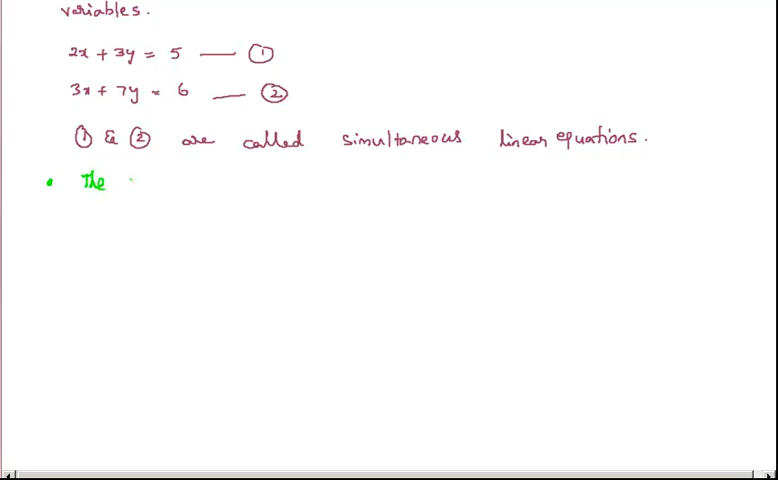 variables.
2x + 3y = 5 —— ①
3x + 7y = 6 —— ②
① & ② are called simultaneous linear equations.
• The